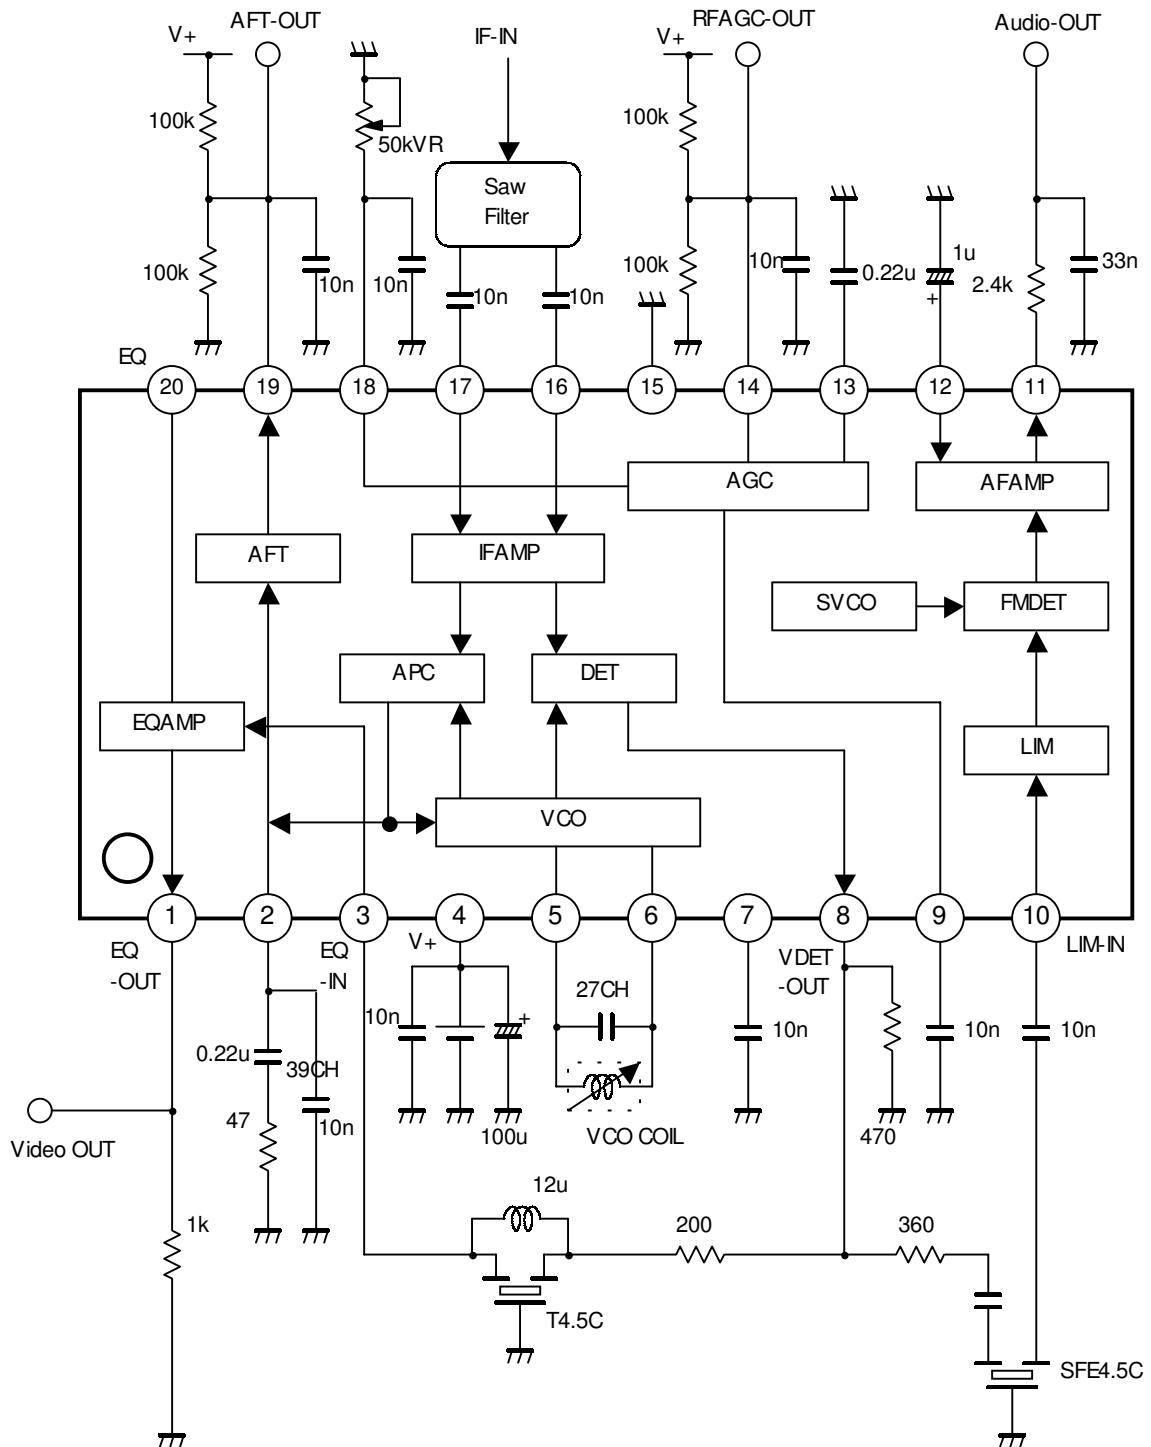 AFT-OUT
RFAGC-OUT
Audio-OUT
V+
IF-IN
V+
100k
50kVR
100k
Saw
Filter
100k
10n
10n
10n
10n
100k
10n
0.22u
1u
+
2.4k
33n
EQ
20
19
18
17
16
15
14
13
12
11
AGC
AFAMP
AFT
IFAMP
SVCO
FMDET
APC
DET
EQAMP
LIM
VCO
1
2
3
4
5
6
7
8
9
10
EQ
-OUT
EQ
-IN
V+
VDET
-OUT
LIM-IN
27CH
10n
+
10n
10n
10n
0.22u
39CH
47
10n
100u
VCO COIL
470
Video OUT
12u
1k
200
360
T4.5C
SFE4.5C